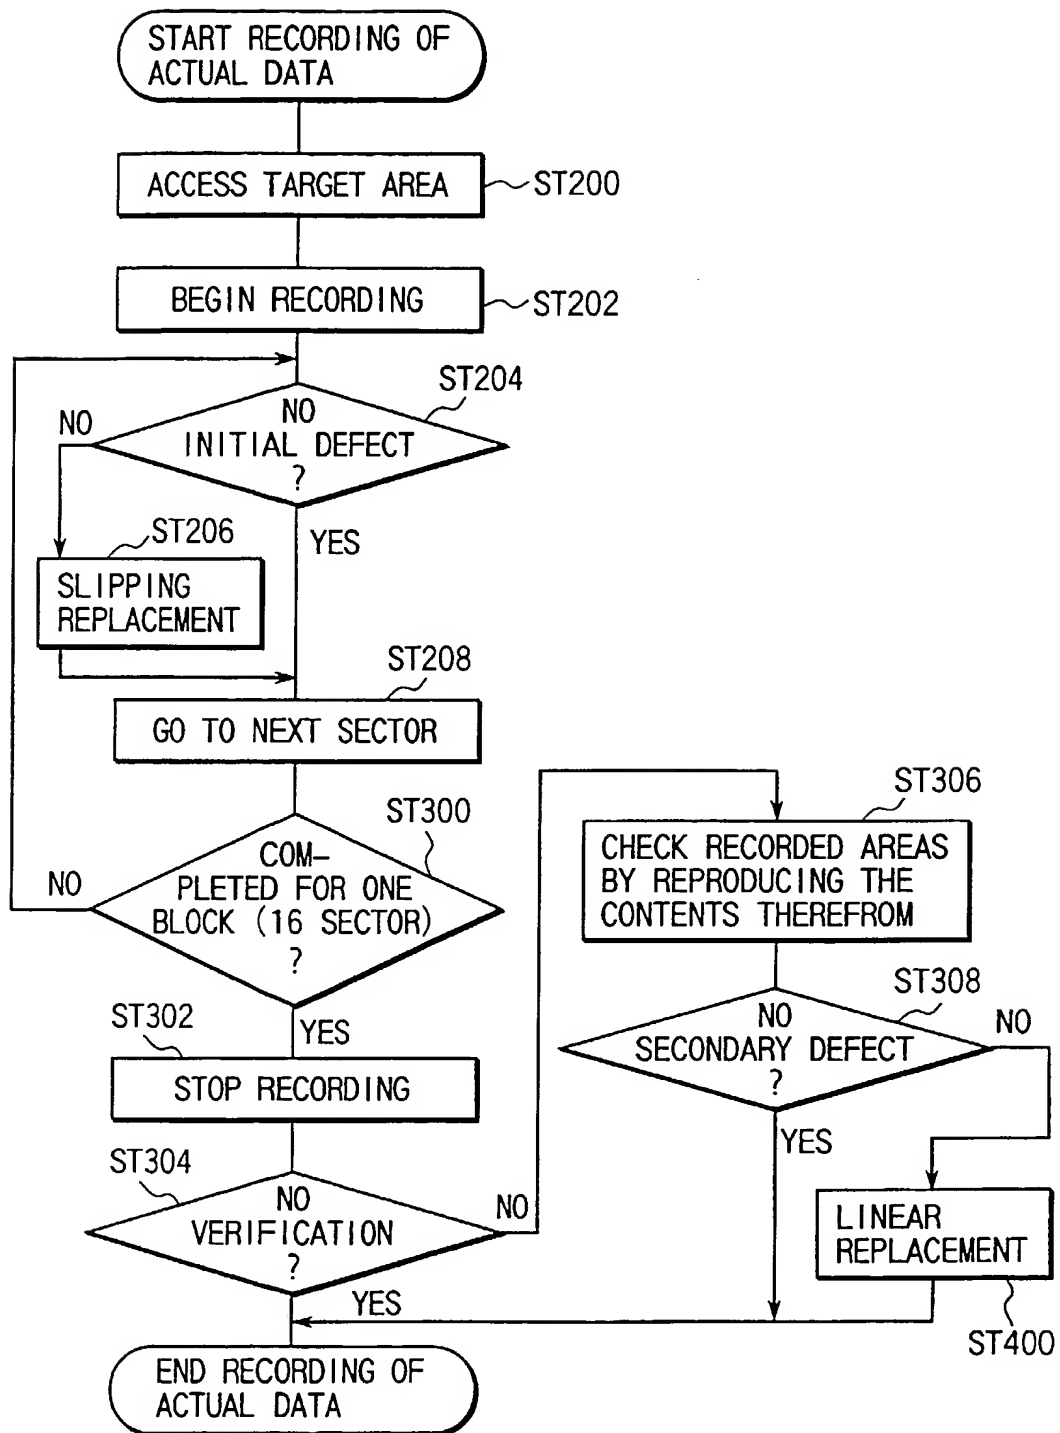 START RECORDING OF
ACTUAL DATA
ACCESS TARGET AREA
ST200
BEGIN RECORDING
ST202
ST204
NO
NO
INITIAL DEFECT
?
YES
ST206
SLIPPING
REPLACEMENT
ST208
GO TO NEXT SECTOR
ST300
COM-
PLETED FOR ONE
BLOCK (16 SECTOR)
?
NO
YES
ST302
STOP RECORDING
ST304
NO
VERIFICATION
?
NO
YES
ST306
CHECK RECORDED AREAS
BY REPRODUCING THE
CONTENTS THEREFROM
ST308
NO
SECONDARY DEFECT
?
NO
YES
LINEAR
REPLACEMENT
ST400
END RECORDING OF
ACTUAL DATA